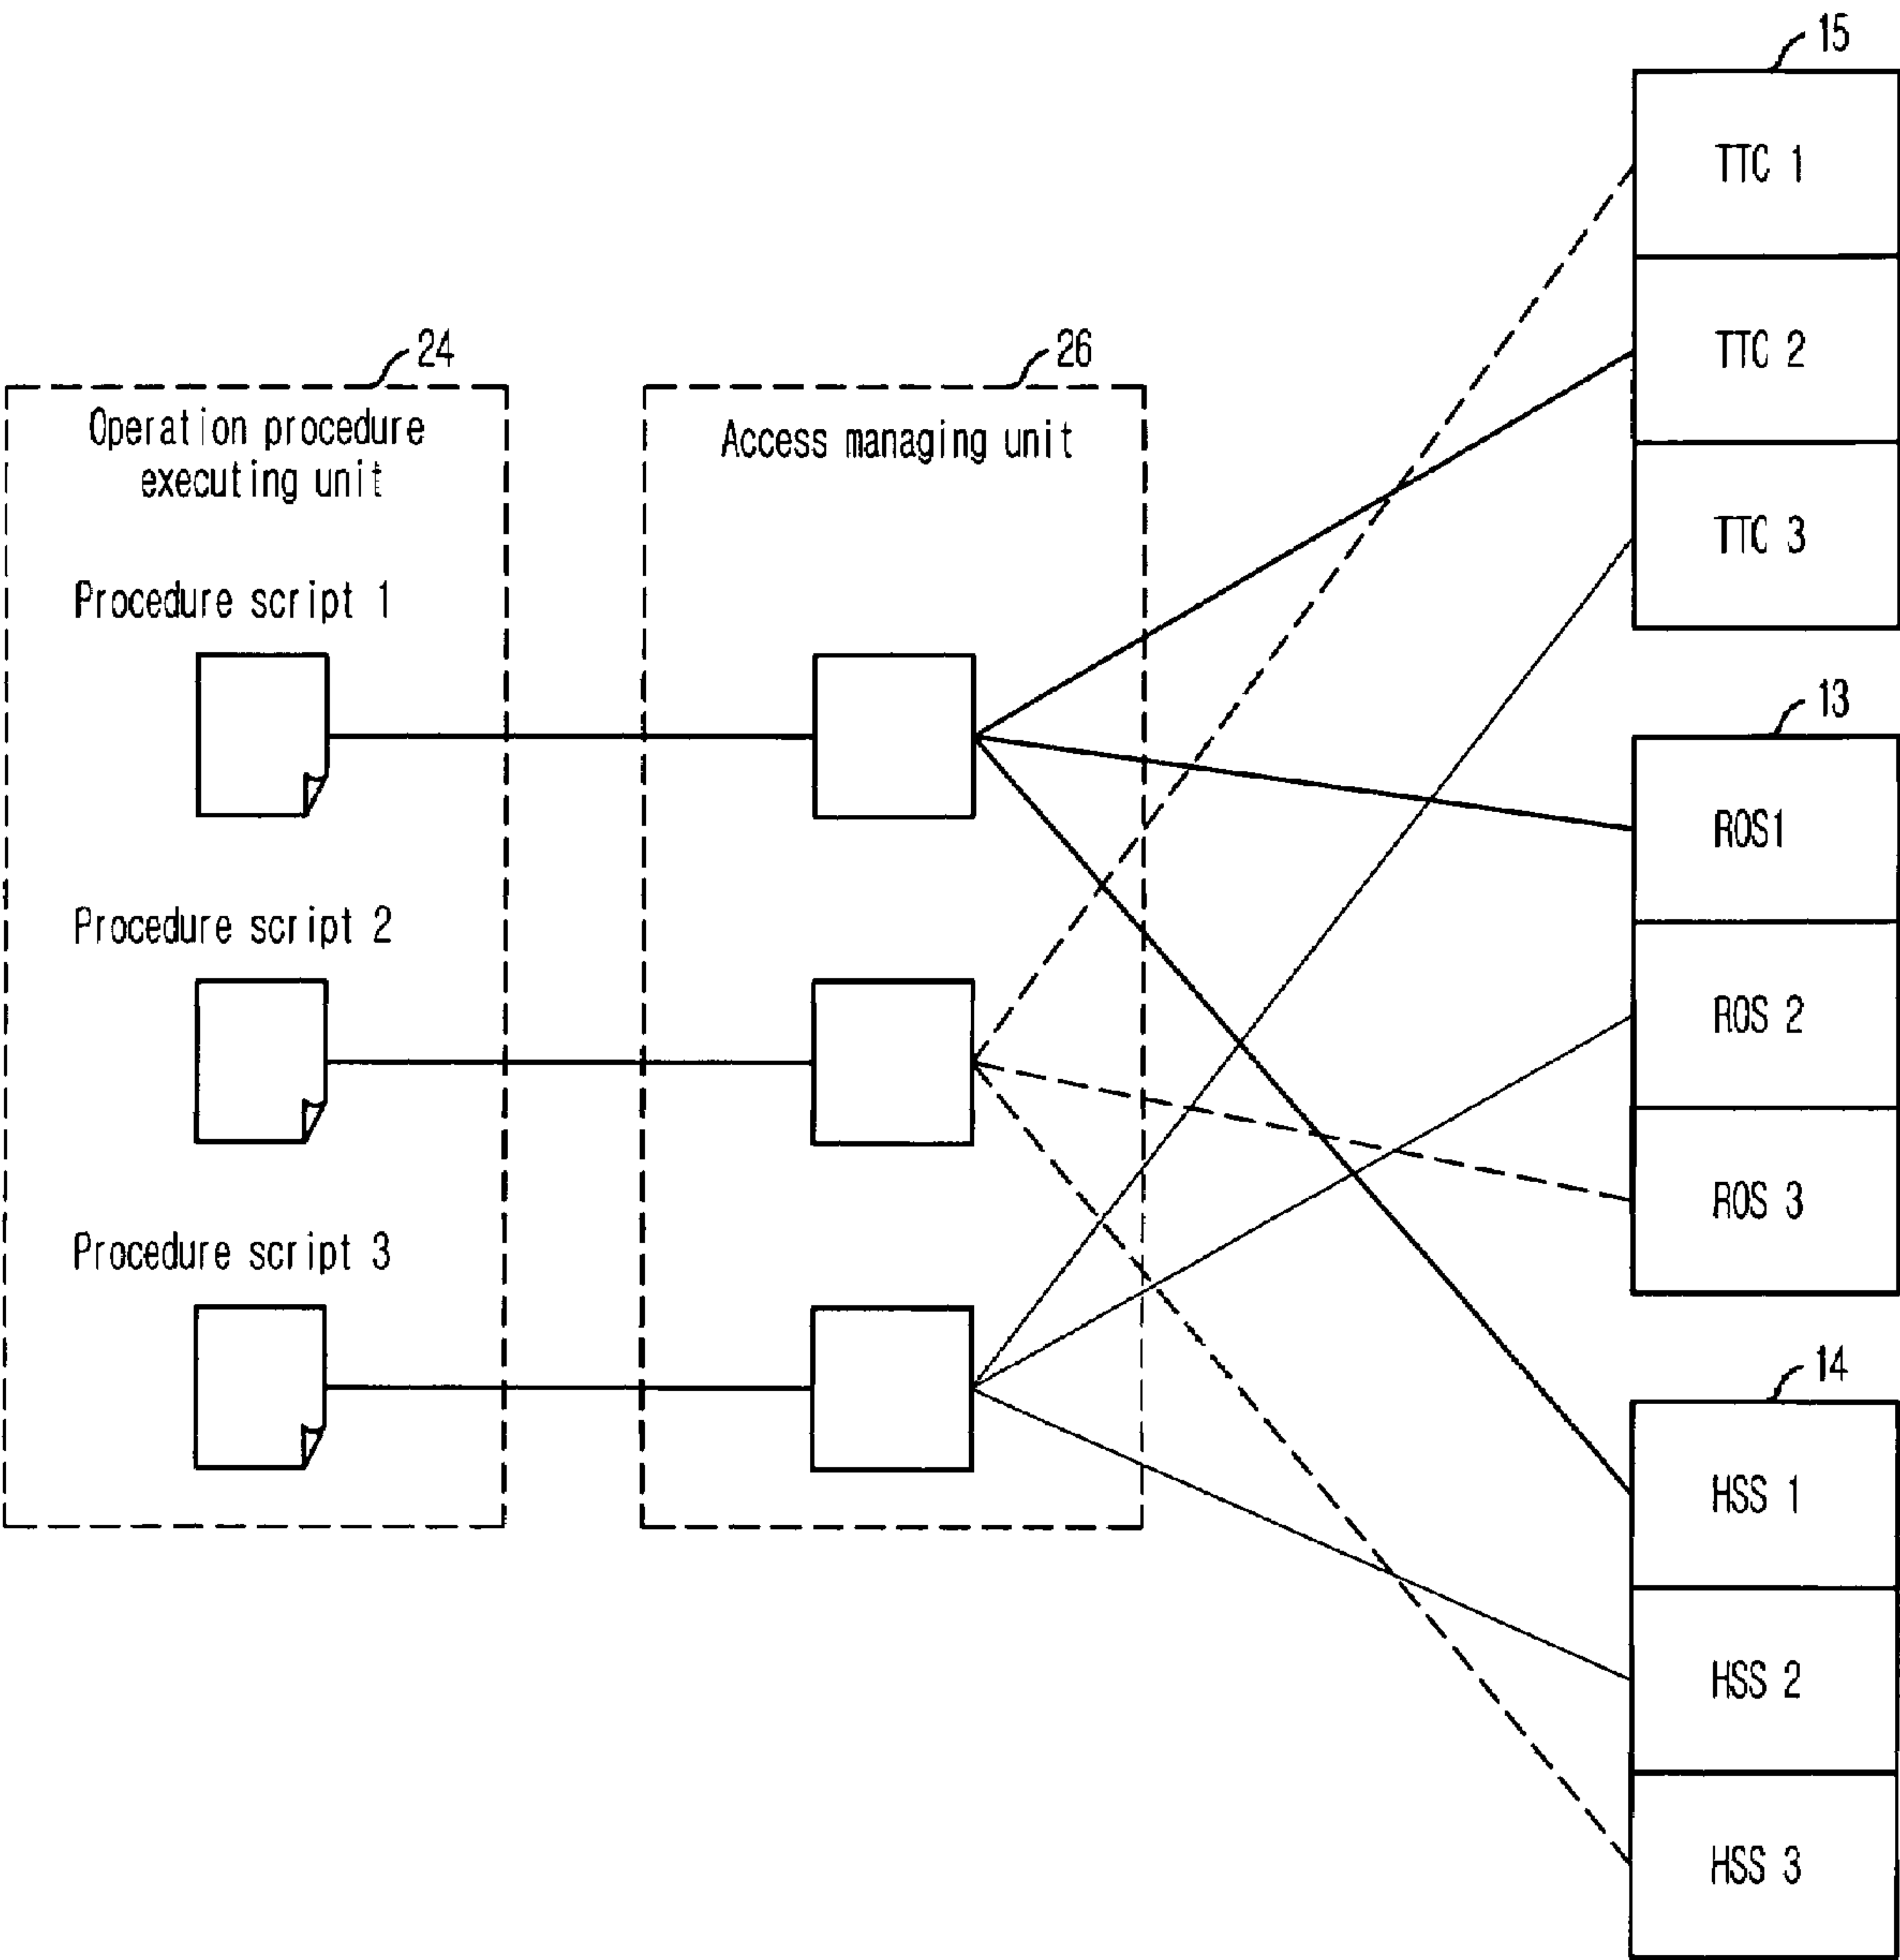 15
TTC 1
TTC 2
TTC 3
24
Operation procedure
executing unit
26
Access managing unit
Procedure script 1
Procedure script 2
Procedure script 3
13
ROS1
ROS 2
ROS 3
14
HSS 1
HSS 2
HSS 3